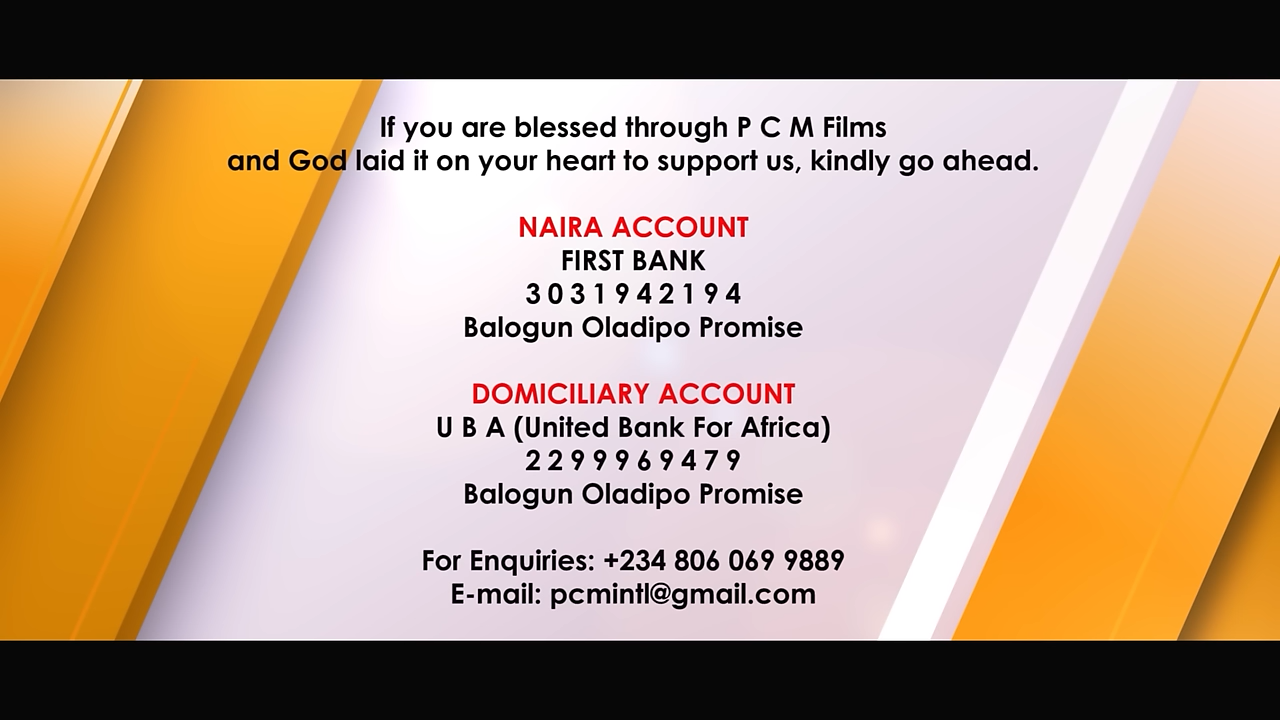 If you are blessed through P C M Films
and God laid it on your heart to support us, kindly go ahead.
NAIRA ACCOUNT
FIRST BANK
3 0 3 1 9 4 2 1 9 4
Balogun Oladipo Promise
DOMICILIARY ACCOUNT
U B A (United Bank For Africa)
2 2 9 9 9 6 9 4 7 9
Balogun Oladipo Promise
For Enquiries: +234 806 069 9889
E-mail: pcmintl@gmail.com